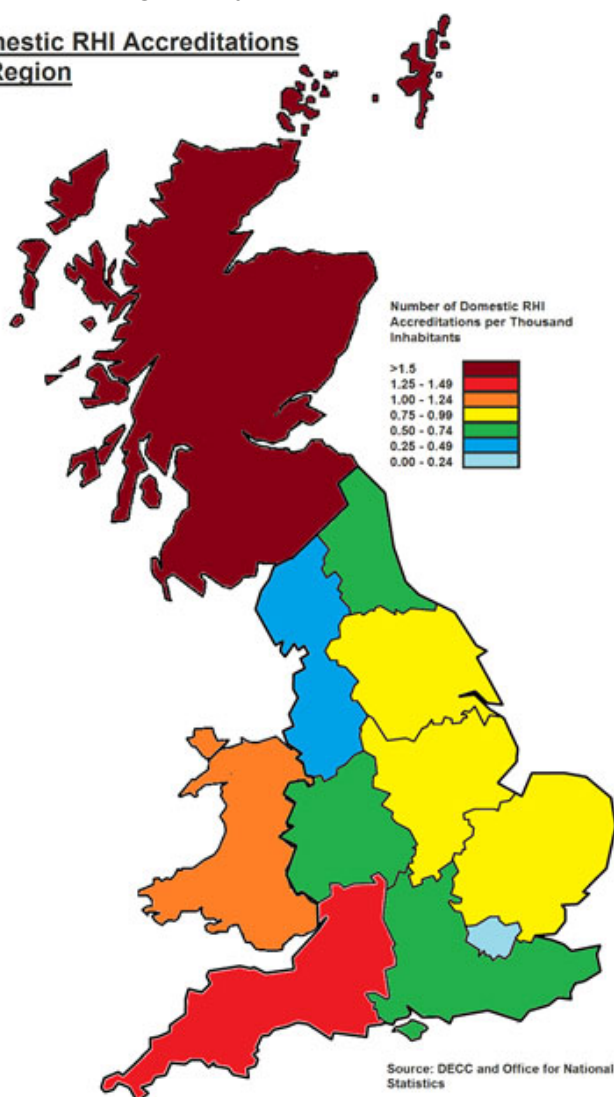 mestic RHI Accreditations
Region
Number of Domestic RHI
Accreditations per Thousand
Inhabitants
>1.5
1.25 - 1.49
1.00 - 1.24
0.75 - 0.99
0.50 - 0.74
0.25 - 0.49
0.00 - 0.24
Source: DECC and Office for National
Statistics